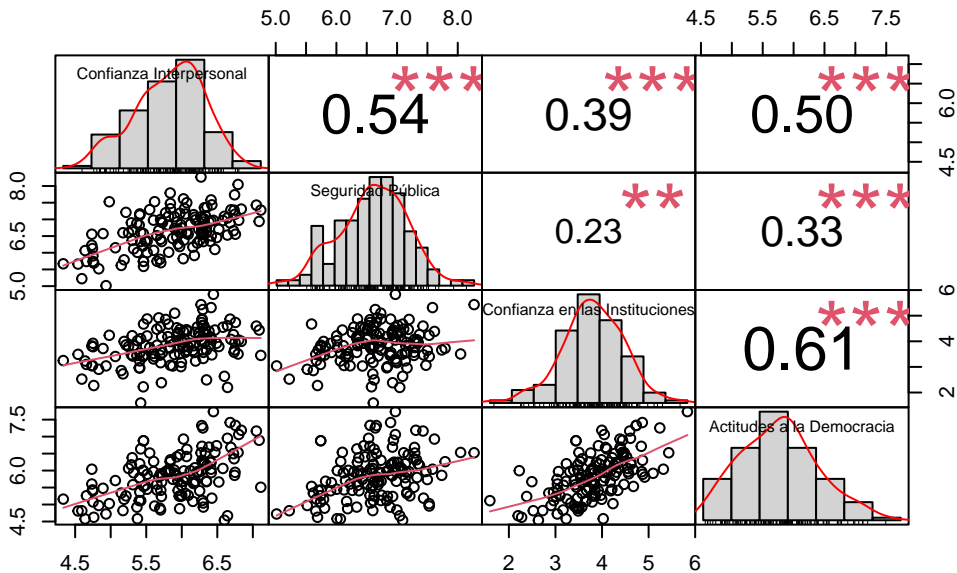 5.0 6.0 7.0 8.0 4.5 5.5 6.5 7.5
Confianza Interpersonal
0.54 ***
0.39 ***
0.50 ***
4.5 6.0
5.0 6.5 8.0
Seguridad Pública
0.23 **
0.33 ***
Confianza en las Instituciones
0.61 ***
2 4 6
4.5 6.0 7.5
Actitudes a la Democracia
4.5 5.5 6.5 2 3 4 5 6